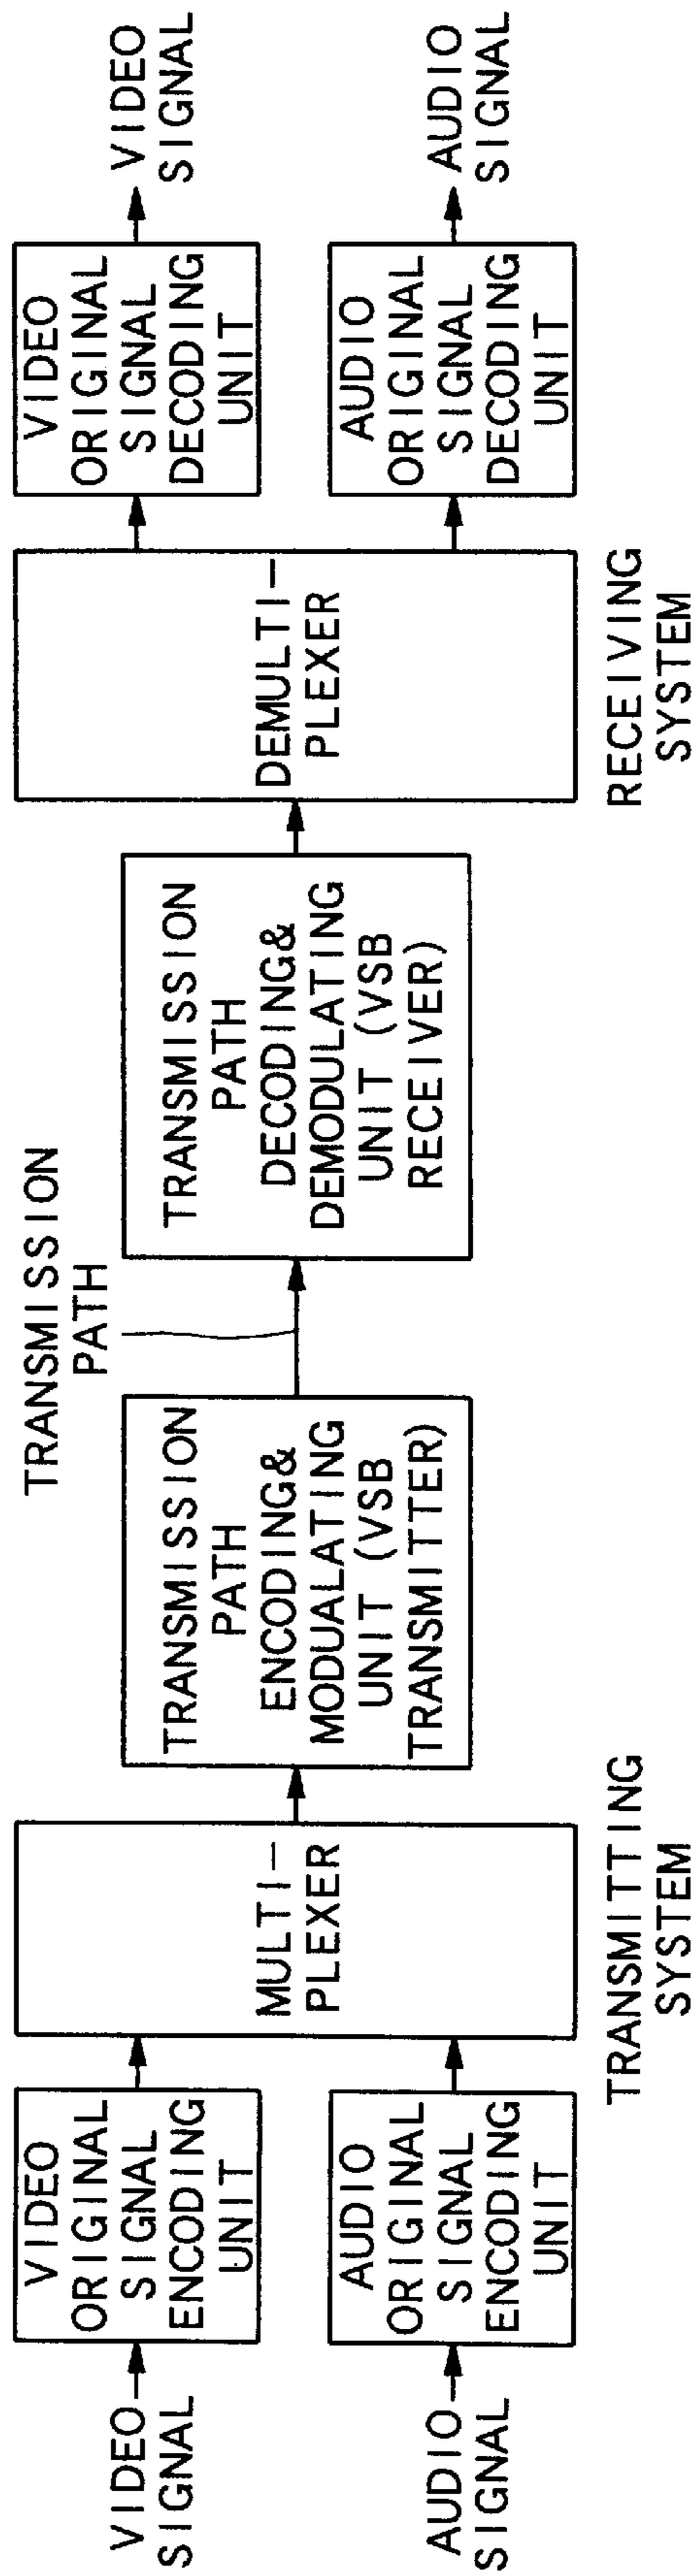 VIDEO
SIGNAL
AUDIO
SIGNAL
VIDEO
ORIGINAL
SIGNAL
ENCODING
UNIT
AUDIO
ORIGINAL
SIGNAL
ENCODING
UNIT
MULTI-
PLEXER
TRANSMITTING
SYSTEM
TRANSMISSION
PATH
ENCODING&
MODUALATING
UNIT (VSB
TRANSMITTER)
TRANSMISSION
PATH
TRANSMISSION
PATH
DECODING&
DEMODULATING
UNIT (VSB
RECEIVER)
DEMULTI-
PLEXER
RECEIVING
SYSTEM
VIDEO
ORIGINAL
SIGNAL
DECODING
UNIT
AUDIO
ORIGINAL
SIGNAL
DECODING
UNIT
VIDEO
SIGNAL
AUDIO
SIGNAL